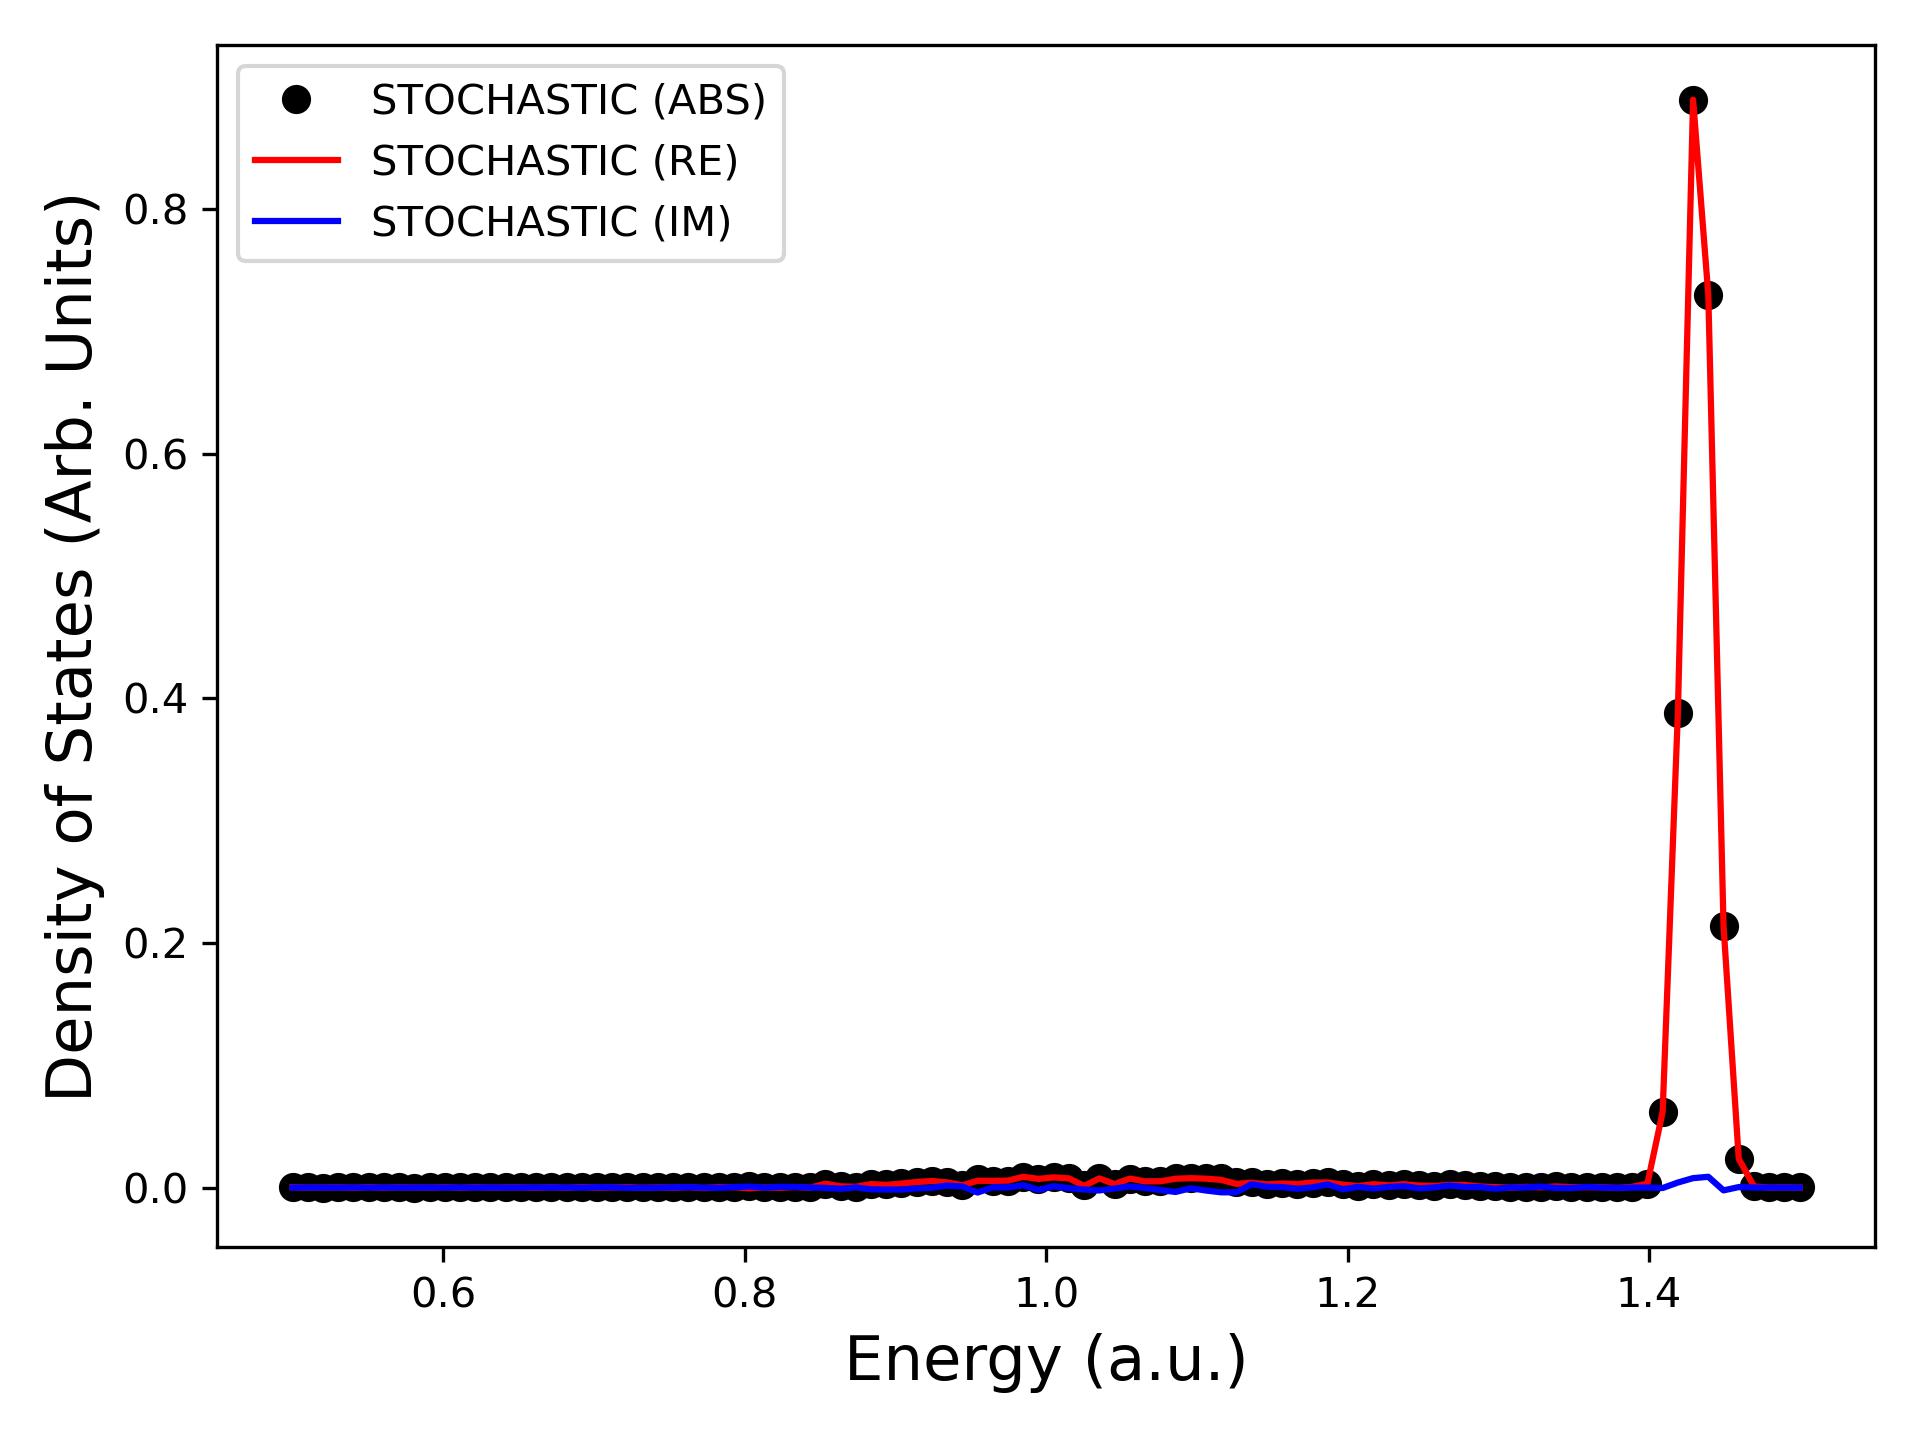 STOCHASTIC (ABS)
STOCHASTIC (RE)
STOCHASTIC (IM)
Density of States (Arb. Units)
0.8
0.6
0.4
0.2
0.0
0.6 0.8 1.0 1.2 1.4
Energy (a.u.)